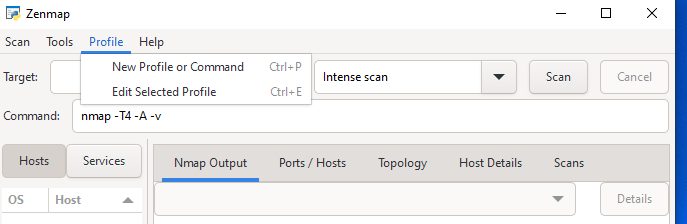 Zenmap
Scan Tools Profile Help
New Profile or Command Ctrl+P
Target: Intense scan Scan Cancel
Edit Selected Profile Ctrl+E
Command: nmap -T4 -A -v
Hosts Services Nmap Output Ports / Hosts Topology Host Details Scans
OS Host Details